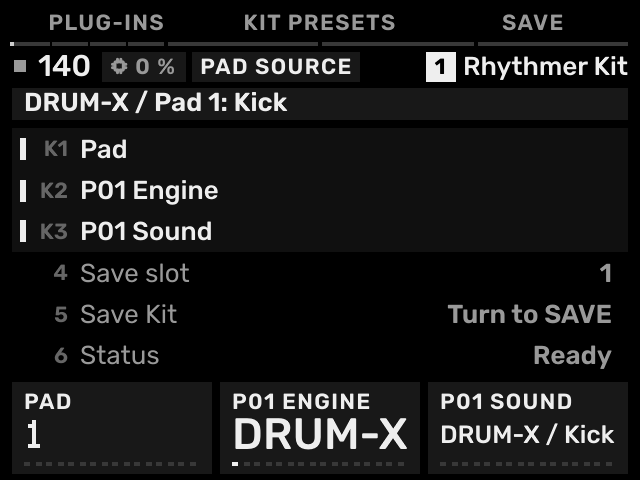 PLUG-INS KIT PRESETS SAVE
140 0 % PAD SOURCE 1 Rhythmer Kit
DRUM-X / Pad 1: Kick
K1 Pad
K2 P01 Engine
K3 P01 Sound
4 Save slot 1
5 Save Kit Turn to SAVE
6 Status Ready
PAD P01 ENGINE P01 SOUND
1 DRUM-X DRUM-X / Kick